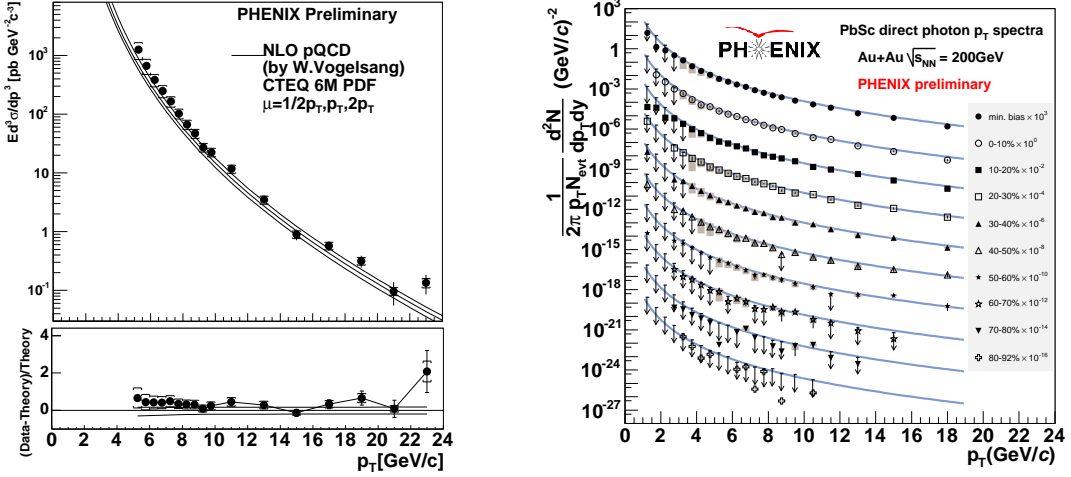 PHENIX Preliminary
NLO pQCD
(by W.Vogelsang)
CTEQ 6M PDF
μ=1/2p_T,p_T,2p_T
Ed³σ/dp³ [pb GeV⁻²c⁻³]
10³
10²
10
1
10⁻¹
(Data-Theory)/Theory
4
2
0
0 2 4 6 8 10 12 14 16 18 20 22 24
p_T[GeV/c]
PHENIX
PbSc direct photon p_T spectra
Au+Au √s_NN = 200GeV
PHENIX preliminary
1/(2π p_T N_evt) d²N/(dp_T dy) (GeV/c)⁻²
10³
1
10⁻³
10⁻⁶
10⁻⁹
10⁻¹²
10⁻¹⁵
10⁻¹⁸
10⁻²¹
10⁻²⁴
10⁻²⁷
min. bias×10³
0-10%×10⁰
10-20%×10⁻²
20-30%×10⁻⁴
30-40%×10⁻⁶
40-50%×10⁻⁸
50-60%×10⁻¹⁰
60-70%×10⁻¹²
70-80%×10⁻¹⁴
80-92%×10⁻¹⁶
0 2 4 6 8 10 12 14 16 18 20 22 24
p_T(GeV/c)